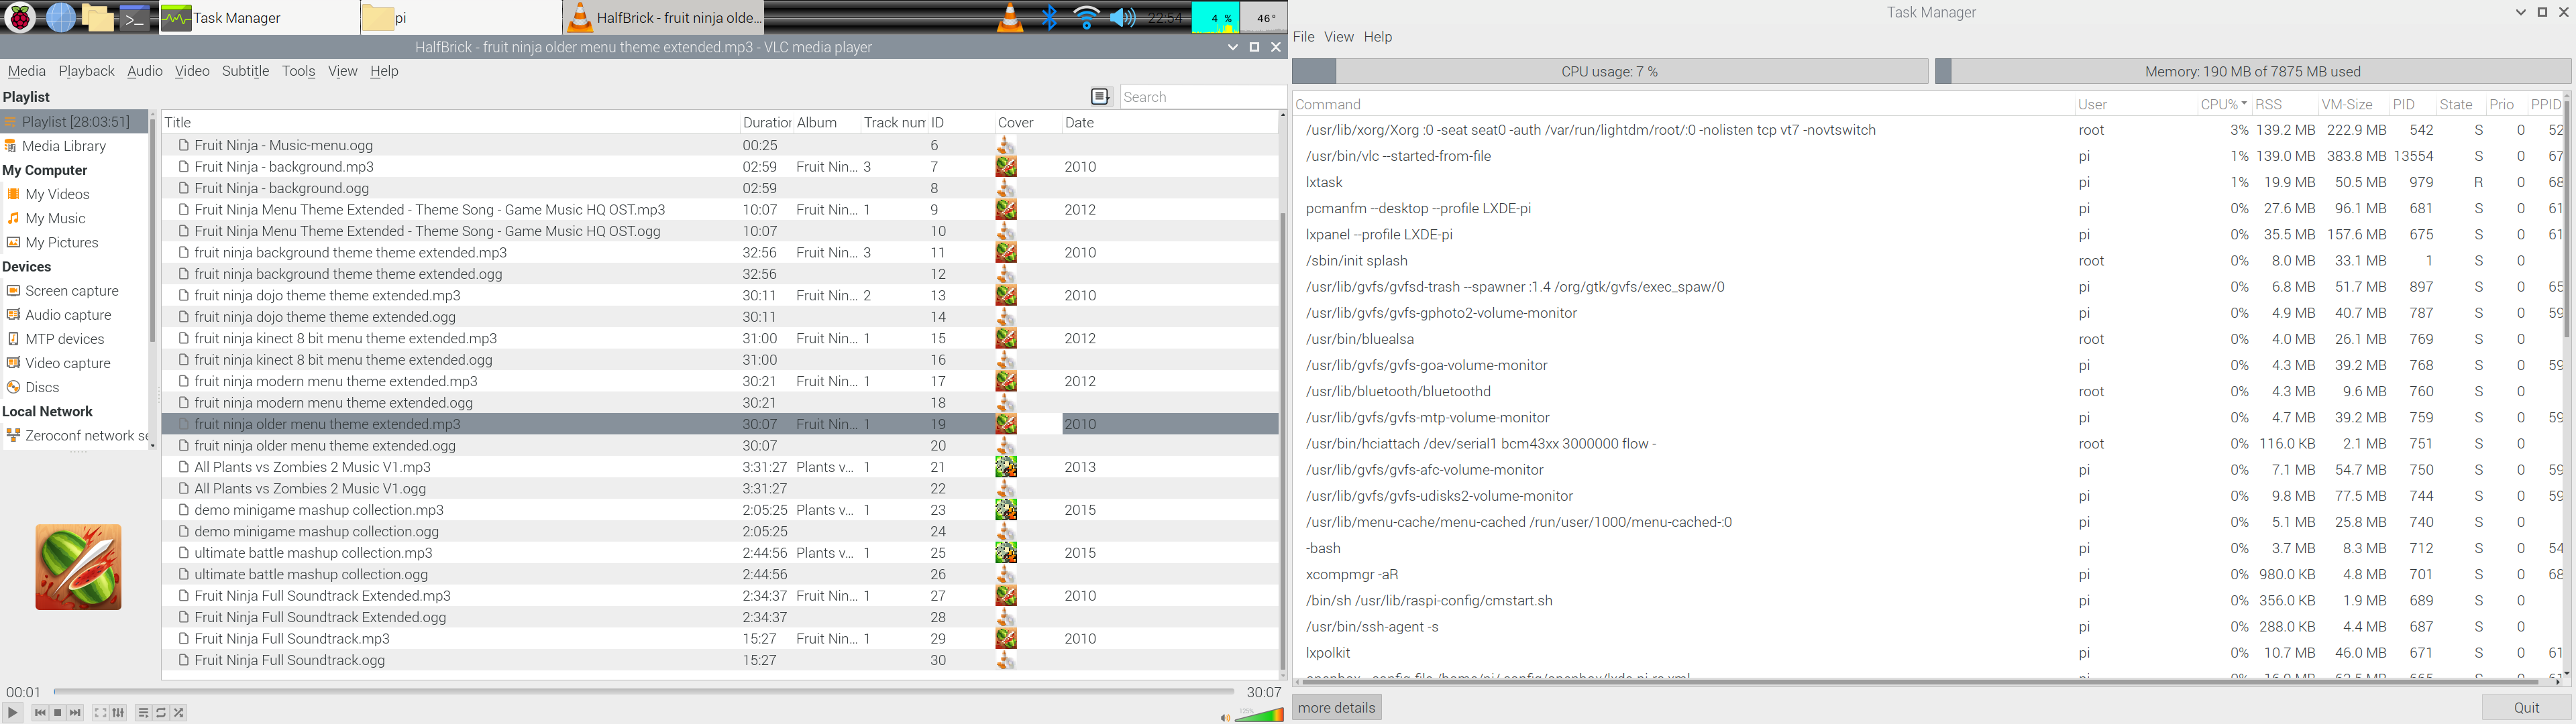 Task Manager
pi
HalfBrick - fruit ninja olde...
22:54
4 %
46°
HalfBrick - fruit ninja older menu theme extended.mp3 - VLC media player
Media Playback Audio Video Subtitle Tools View Help
Playlist
Search
Playlist [28:03:51]
Media Library
My Computer
My Videos
My Music
My Pictures
Devices
Screen capture
Audio capture
MTP devices
Video capture
Discs
Local Network
Zeroconf network se
Title Duration Album Track num ID Cover Date
Fruit Ninja - Music-menu.ogg 00:25 6
Fruit Ninja - background.mp3 02:59 Fruit Nin... 3 7 2010
Fruit Ninja - background.ogg 02:59 8
Fruit Ninja Menu Theme Extended - Theme Song - Game Music HQ OST.mp3 10:07 Fruit Nin... 1 9 2012
Fruit Ninja Menu Theme Extended - Theme Song - Game Music HQ OST.ogg 10:07 10
fruit ninja background theme theme extended.mp3 32:56 Fruit Nin... 3 11 2010
fruit ninja background theme theme extended.ogg 32:56 12
fruit ninja dojo theme theme extended.mp3 30:11 Fruit Nin... 2 13 2010
fruit ninja dojo theme theme extended.ogg 30:11 14
fruit ninja kinect 8 bit menu theme extended.mp3 31:00 Fruit Nin... 1 15 2012
fruit ninja kinect 8 bit menu theme extended.ogg 31:00 16
fruit ninja modern menu theme extended.mp3 30:21 Fruit Nin... 1 17 2012
fruit ninja modern menu theme extended.ogg 30:21 18
fruit ninja older menu theme extended.mp3 30:07 Fruit Nin... 1 19 2010
fruit ninja older menu theme extended.ogg 30:07 20
All Plants vs Zombies 2 Music V1.mp3 3:31:27 Plants v... 1 21 2013
All Plants vs Zombies 2 Music V1.ogg 3:31:27 22
demo minigame mashup collection.mp3 2:05:25 Plants v... 1 23 2015
demo minigame mashup collection.ogg 2:05:25 24
ultimate battle mashup collection.mp3 2:44:56 Plants v... 1 25 2015
ultimate battle mashup collection.ogg 2:44:56 26
Fruit Ninja Full Soundtrack Extended.mp3 2:34:37 Fruit Nin... 1 27 2010
Fruit Ninja Full Soundtrack Extended.ogg 2:34:37 28
Fruit Ninja Full Soundtrack.mp3 15:27 Fruit Nin... 1 29 2010
Fruit Ninja Full Soundtrack.ogg 15:27 30
00:01 30:07
125%
Task Manager
File View Help
CPU usage: 7 % Memory: 190 MB of 7875 MB used
Command User CPU% RSS VM-Size PID State Prio PPID
/usr/lib/xorg/Xorg :0 -seat seat0 -auth /var/run/lightdm/root/:0 -nolisten tcp vt7 -novtswitch root 3% 139.2 MB 222.9 MB 542 S 0 52
/usr/bin/vlc --started-from-file pi 1% 139.0 MB 383.8 MB 13554 S 0 67
lxtask pi 1% 19.9 MB 50.5 MB 979 R 0 68
pcmanfm --desktop --profile LXDE-pi pi 0% 27.6 MB 96.1 MB 681 S 0 61
lxpanel --profile LXDE-pi pi 0% 35.5 MB 157.6 MB 675 S 0 61
/sbin/init splash root 0% 8.0 MB 33.1 MB 1 S 0
/usr/lib/gvfs/gvfsd-trash --spawner :1.4 /org/gtk/gvfs/exec_spaw/0 pi 0% 6.8 MB 51.7 MB 897 S 0 65
/usr/lib/gvfs/gvfs-gphoto2-volume-monitor pi 0% 4.9 MB 40.7 MB 787 S 0 59
/usr/bin/bluealsa root 0% 4.0 MB 26.1 MB 769 S 0
/usr/lib/gvfs/gvfs-goa-volume-monitor pi 0% 4.3 MB 39.2 MB 768 S 0 59
/usr/lib/bluetooth/bluetoothd root 0% 4.3 MB 9.6 MB 760 S 0
/usr/lib/gvfs/gvfs-mtp-volume-monitor pi 0% 4.7 MB 39.2 MB 759 S 0 59
/usr/bin/hciattach /dev/serial1 bcm43xx 3000000 flow - root 0% 116.0 KB 2.1 MB 751 S 0
/usr/lib/gvfs/gvfs-afc-volume-monitor pi 0% 7.1 MB 54.7 MB 750 S 0 59
/usr/lib/gvfs/gvfs-udisks2-volume-monitor pi 0% 9.8 MB 77.5 MB 744 S 0 59
/usr/lib/menu-cache/menu-cached /run/user/1000/menu-cached-:0 pi 0% 5.1 MB 25.8 MB 740 S 0
-bash pi 0% 3.7 MB 8.3 MB 712 S 0 54
xcompmgr -aR pi 0% 980.0 KB 4.8 MB 701 S 0 68
/bin/sh /usr/lib/raspi-config/cmstart.sh pi 0% 356.0 KB 1.9 MB 689 S 0
/usr/bin/ssh-agent -s pi 0% 288.0 KB 4.4 MB 687 S 0
lxpolkit pi 0% 10.7 MB 46.0 MB 671 S 0 61
more details Quit